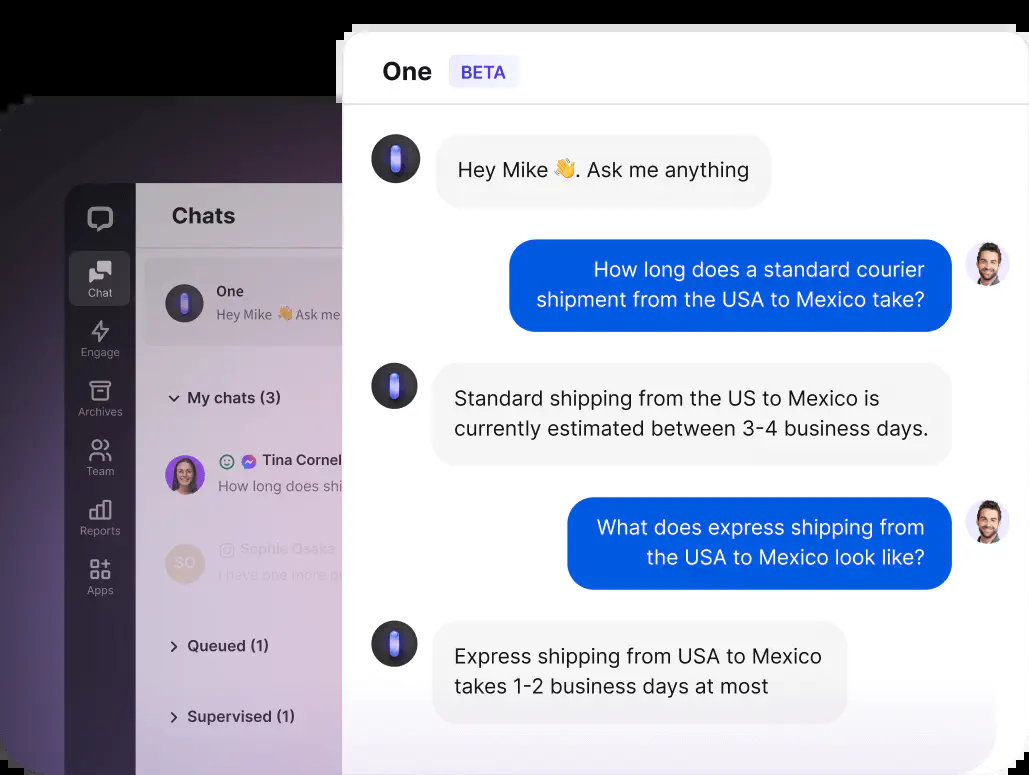 One BETA
Hey Mike 👋. Ask me anything
How long does a standard courier
shipment from the USA to Mexico take?
Standard shipping from the US to Mexico is
currently estimated between 3-4 business days.
What does express shipping from
the USA to Mexico look like?
Express shipping from USA to Mexico
takes 1-2 business days at most
Chat
Engage
Archives
Team
Reports
Apps
Chats
One
Hey Mike 👋 Ask me
My chats (3)
Tina Cornel
How long does shi
SO
Sophie Osaka
I have one more
Queued (1)
Supervised (1)